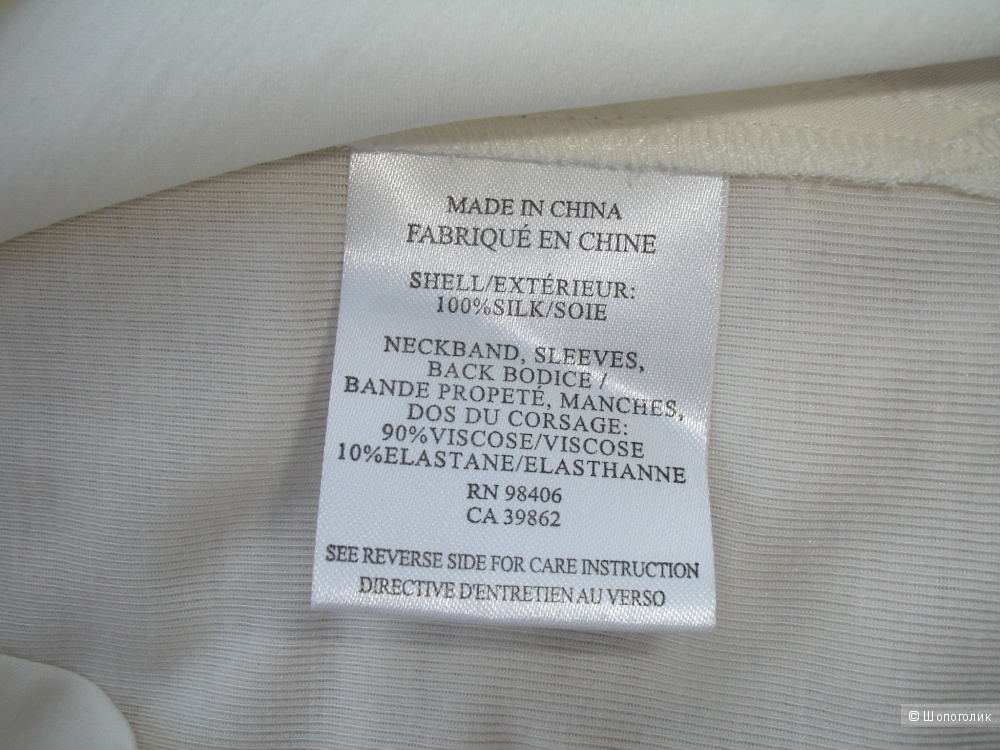 MADE IN CHINA
FABRIQUÉ EN CHINE
SHELL/EXTÉRIEUR:
100%SILK/SOIE
NECKBAND, SLEEVES,
BACK BODICE /
BANDE PROPETÉ, MANCHES,
DOS DU CORSAGE:
90%VISCOSE/VISCOSE
10%ELASTANE/ELASTHANNE
RN 98406
CA 39862
SEE REVERSE SIDE FOR CARE INSTRUCTION
DIRECTIVE D'ENTRETIEN AU VERSO
© Шопоголик